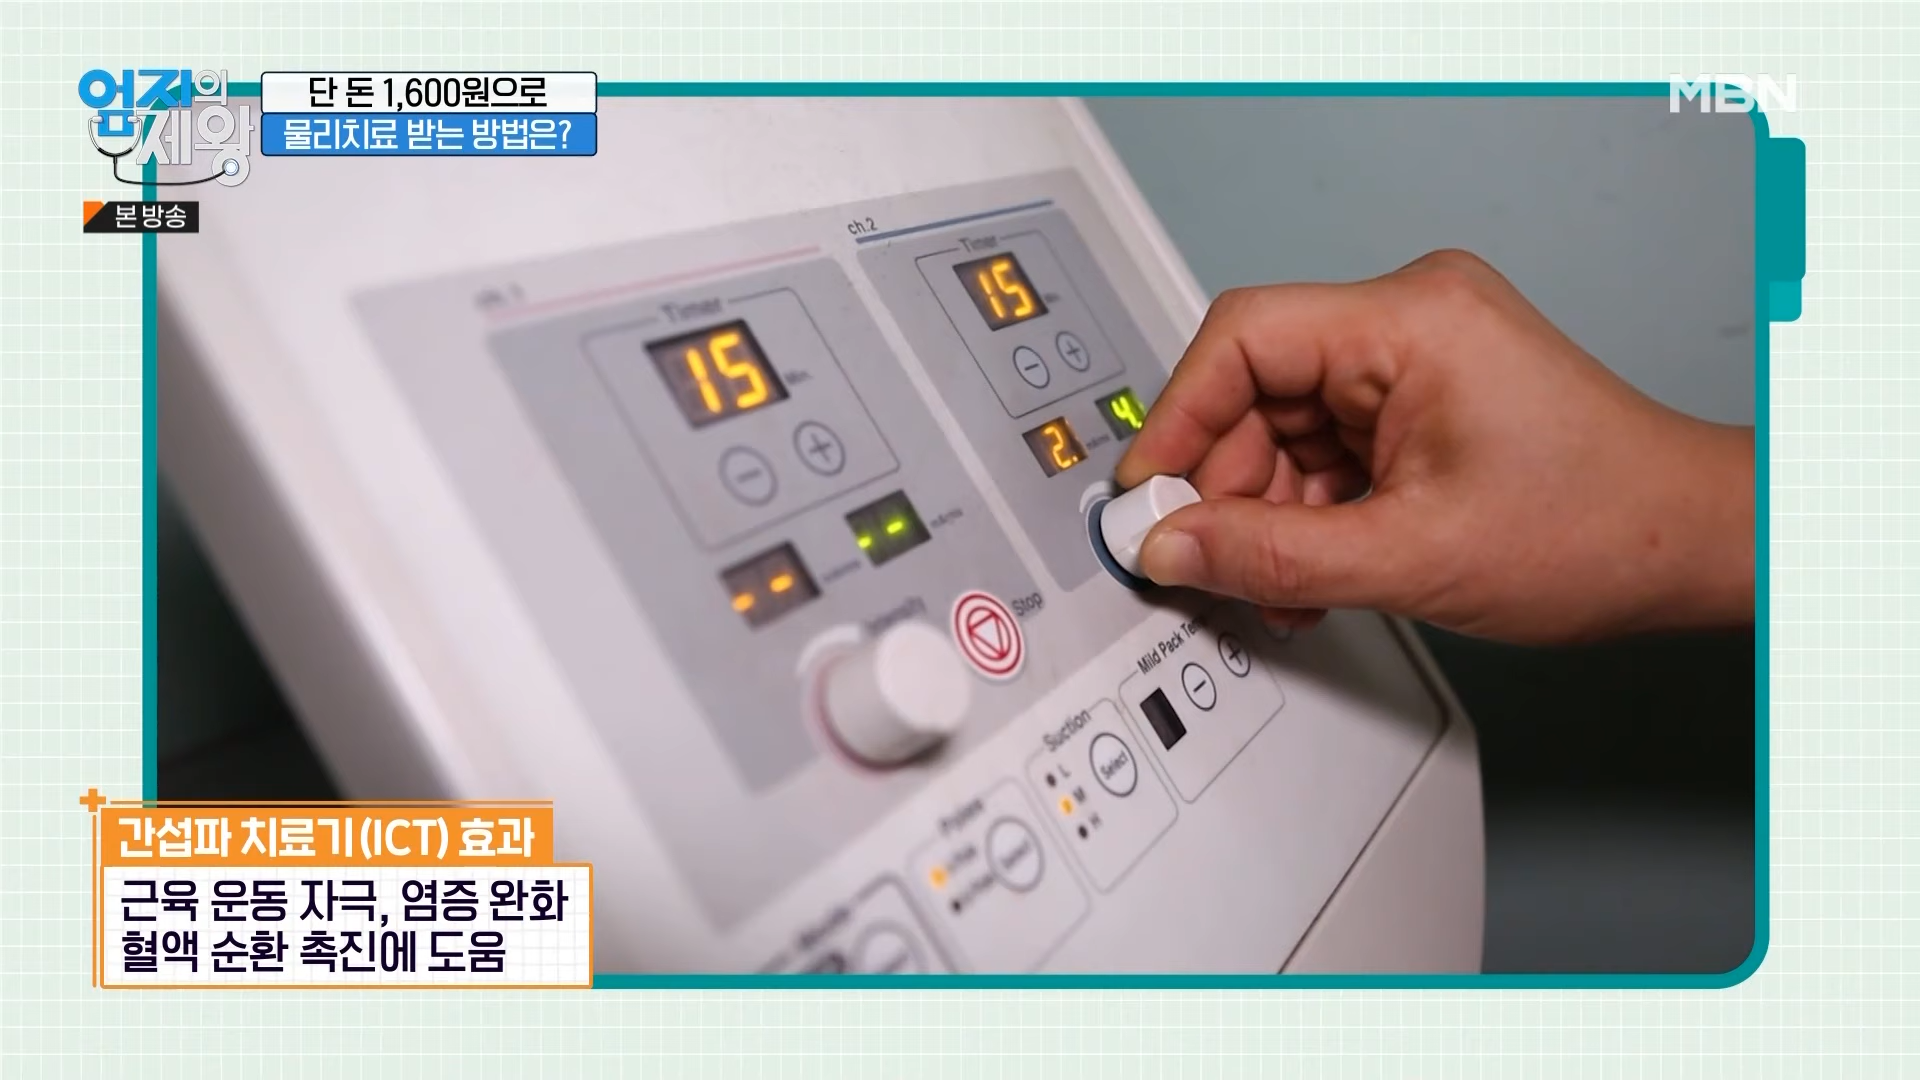 엄지의
제왕
단 돈 1,600원으로
물리치료 받는 방법은?
MBN
본 방송
ch.2
Timer
15
Timer
15
Min.
2.
4.
Stop
Mild Pack
Suction
Select
L
M
H
Select
간섭파 치료기(ICT) 효과
근육 운동 자극, 염증 완화
혈액 순환 촉진에 도움